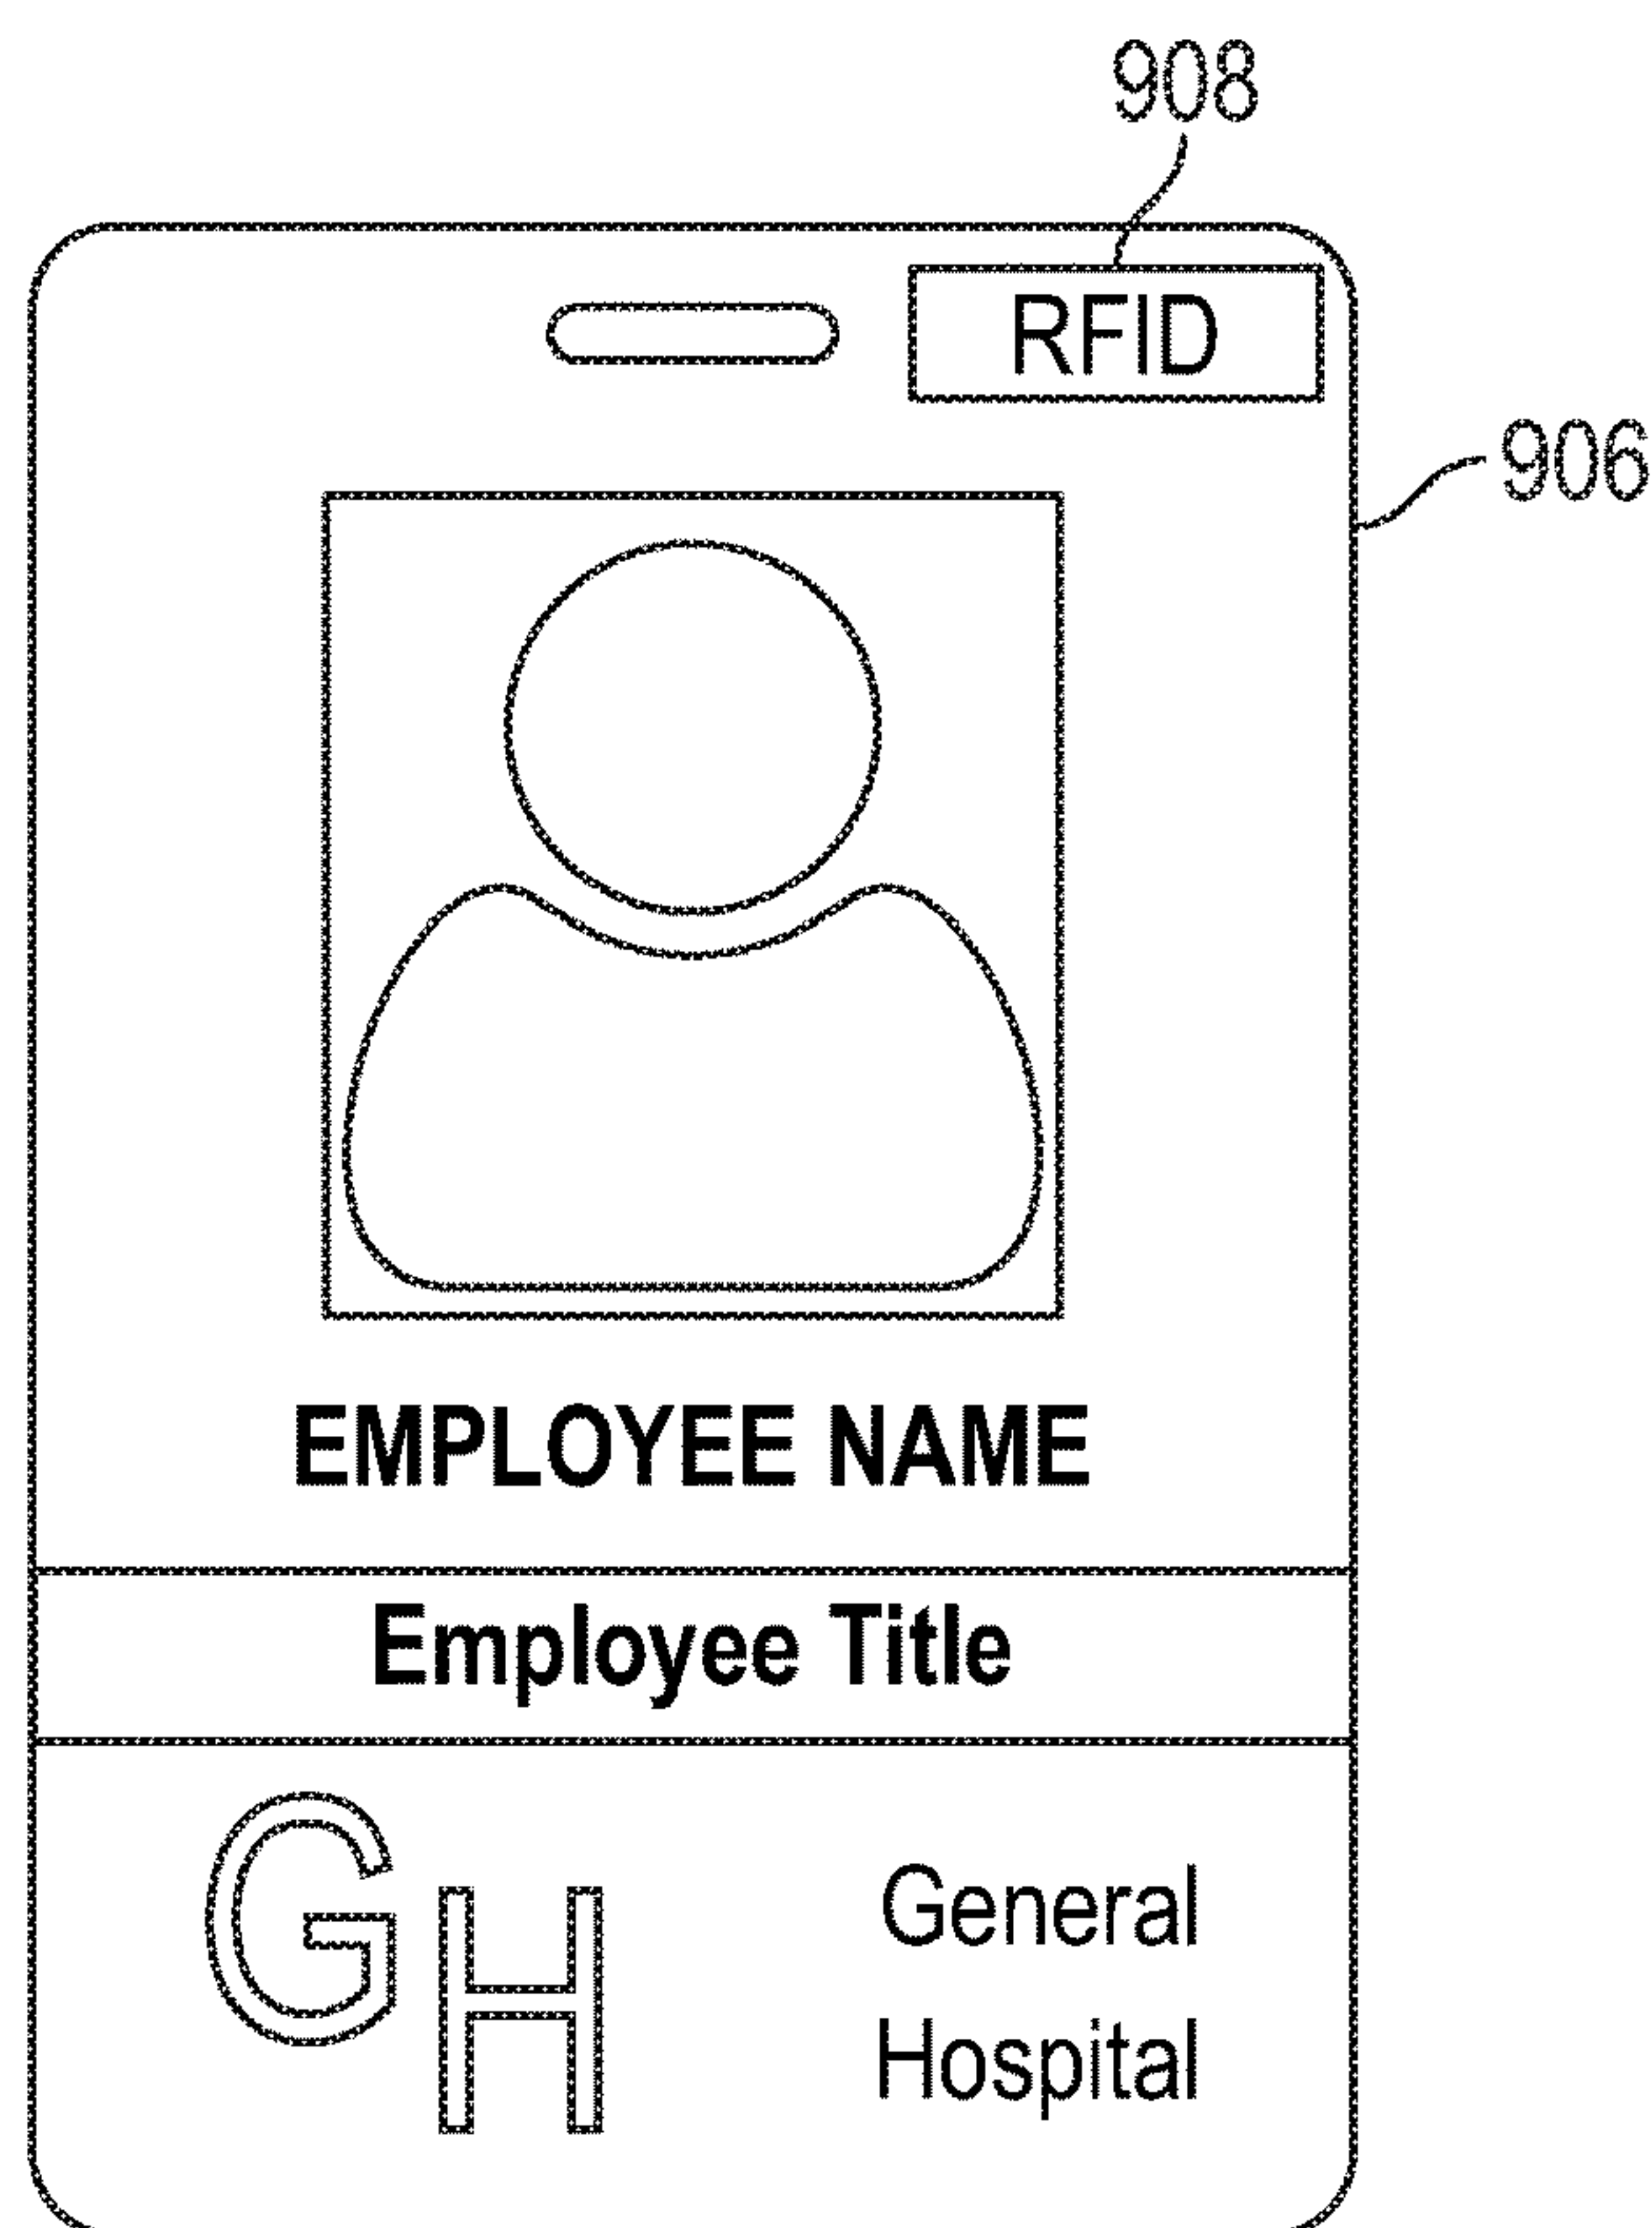 908
RFID
906
EMPLOYEE NAME
Employee Title
GH
General
Hospital